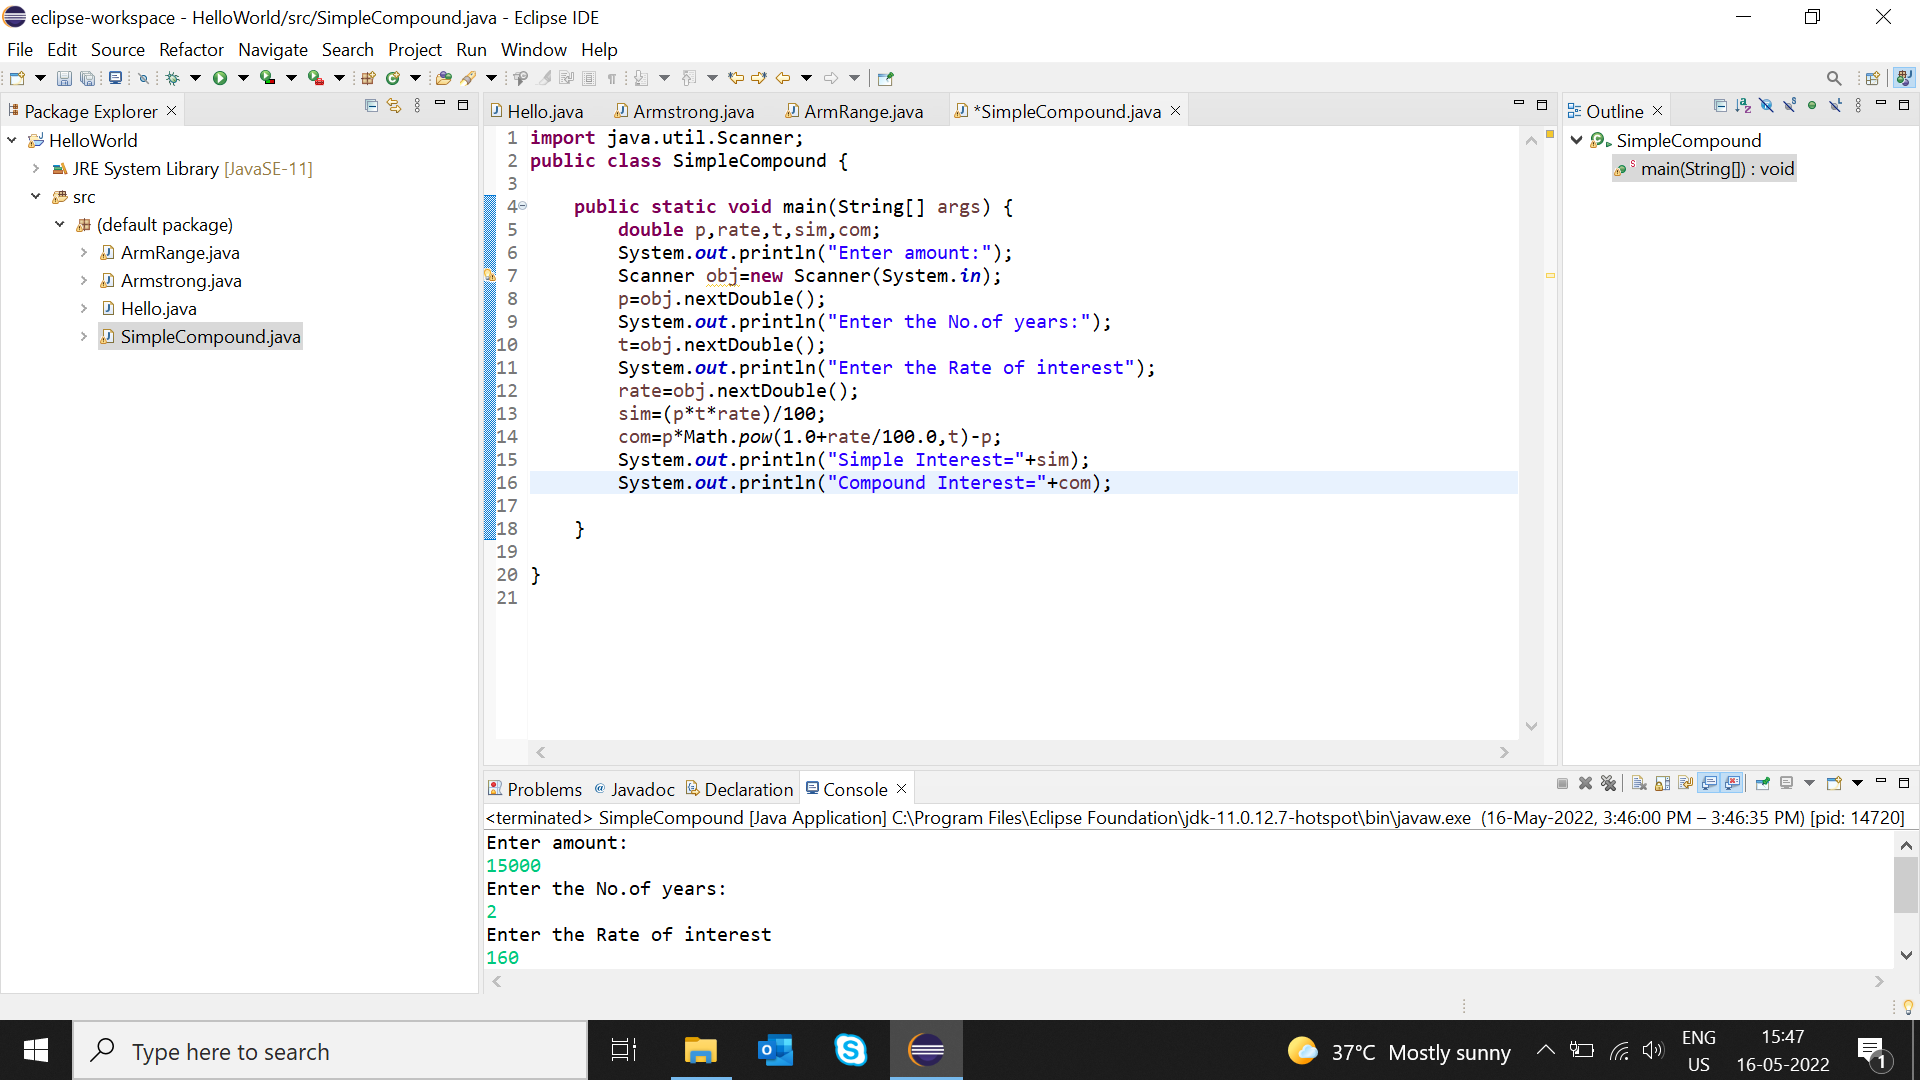 eclipse-workspace - HelloWorld/src/SimpleCompound.java - Eclipse IDE
File Edit Source Refactor Navigate Search Project Run Window Help
Package Explorer
HelloWorld
JRE System Library [JavaSE-11]
src
(default package)
ArmRange.java
Armstrong.java
Hello.java
SimpleCompound.java
Hello.java Armstrong.java ArmRange.java *SimpleCompound.java
1 import java.util.Scanner;
2 public class SimpleCompound {
3
4 public static void main(String[] args) {
5 double p,rate,t,sim,com;
6 System.out.println("Enter amount:");
7 Scanner obj=new Scanner(System.in);
8 p=obj.nextDouble();
9 System.out.println("Enter the No.of years:");
10 t=obj.nextDouble();
11 System.out.println("Enter the Rate of interest");
12 rate=obj.nextDouble();
13 sim=(p*t*rate)/100;
14 com=p*Math.pow(1.0+rate/100.0,t)-p;
15 System.out.println("Simple Interest="+sim);
16 System.out.println("Compound Interest="+com);
17
18 }
19
20 }
21
Outline
SimpleCompound
main(String[]) : void
Problems Javadoc Declaration Console
<terminated> SimpleCompound [Java Application] C:\Program Files\Eclipse Foundation\jdk-11.0.12.7-hotspot\bin\javaw.exe (16-May-2022, 3:46:00 PM – 3:46:35 PM) [pid: 14720]
Enter amount:
15000
Enter the No.of years:
2
Enter the Rate of interest
160
Type here to search
37°C Mostly sunny
ENG
US
15:47
16-05-2022
1